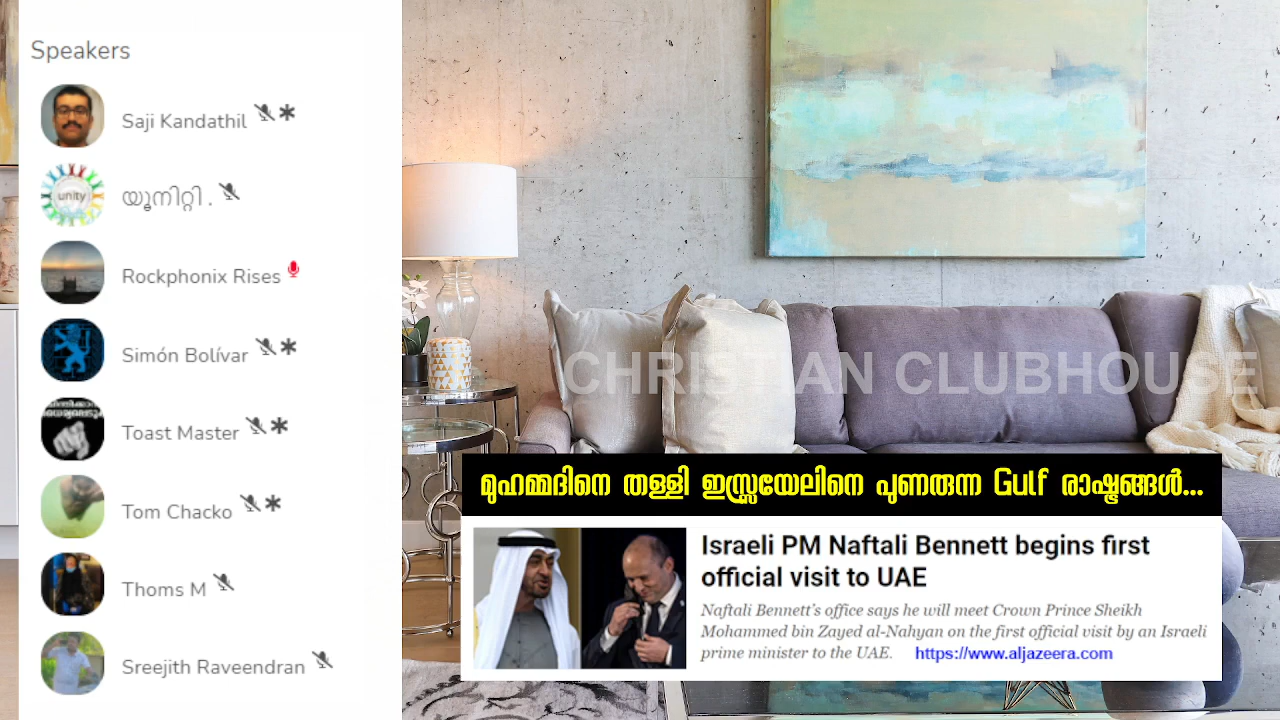 Speakers
Saji Kandathil
unity
യൂനിറ്റി .
Rockphonix Rises
Simón Bolívar
Toast Master
Tom Chacko
Thoms M
Sreejith Raveendran
CHRISTIAN CLUBHOUSE
മുഹമ്മദിനെ തള്ളി ഇസ്രയേലിനെ പുണരുന്ന Gulf രാഷ്ട്രങ്ങൾ...
Israeli PM Naftali Bennett begins first
official visit to UAE
Naftali Bennett's office says he will meet Crown Prince Sheikh
Mohammed bin Zayed al-Nahyan on the first official visit by an Israeli
prime minister to the UAE. https://www.aljazeera.com